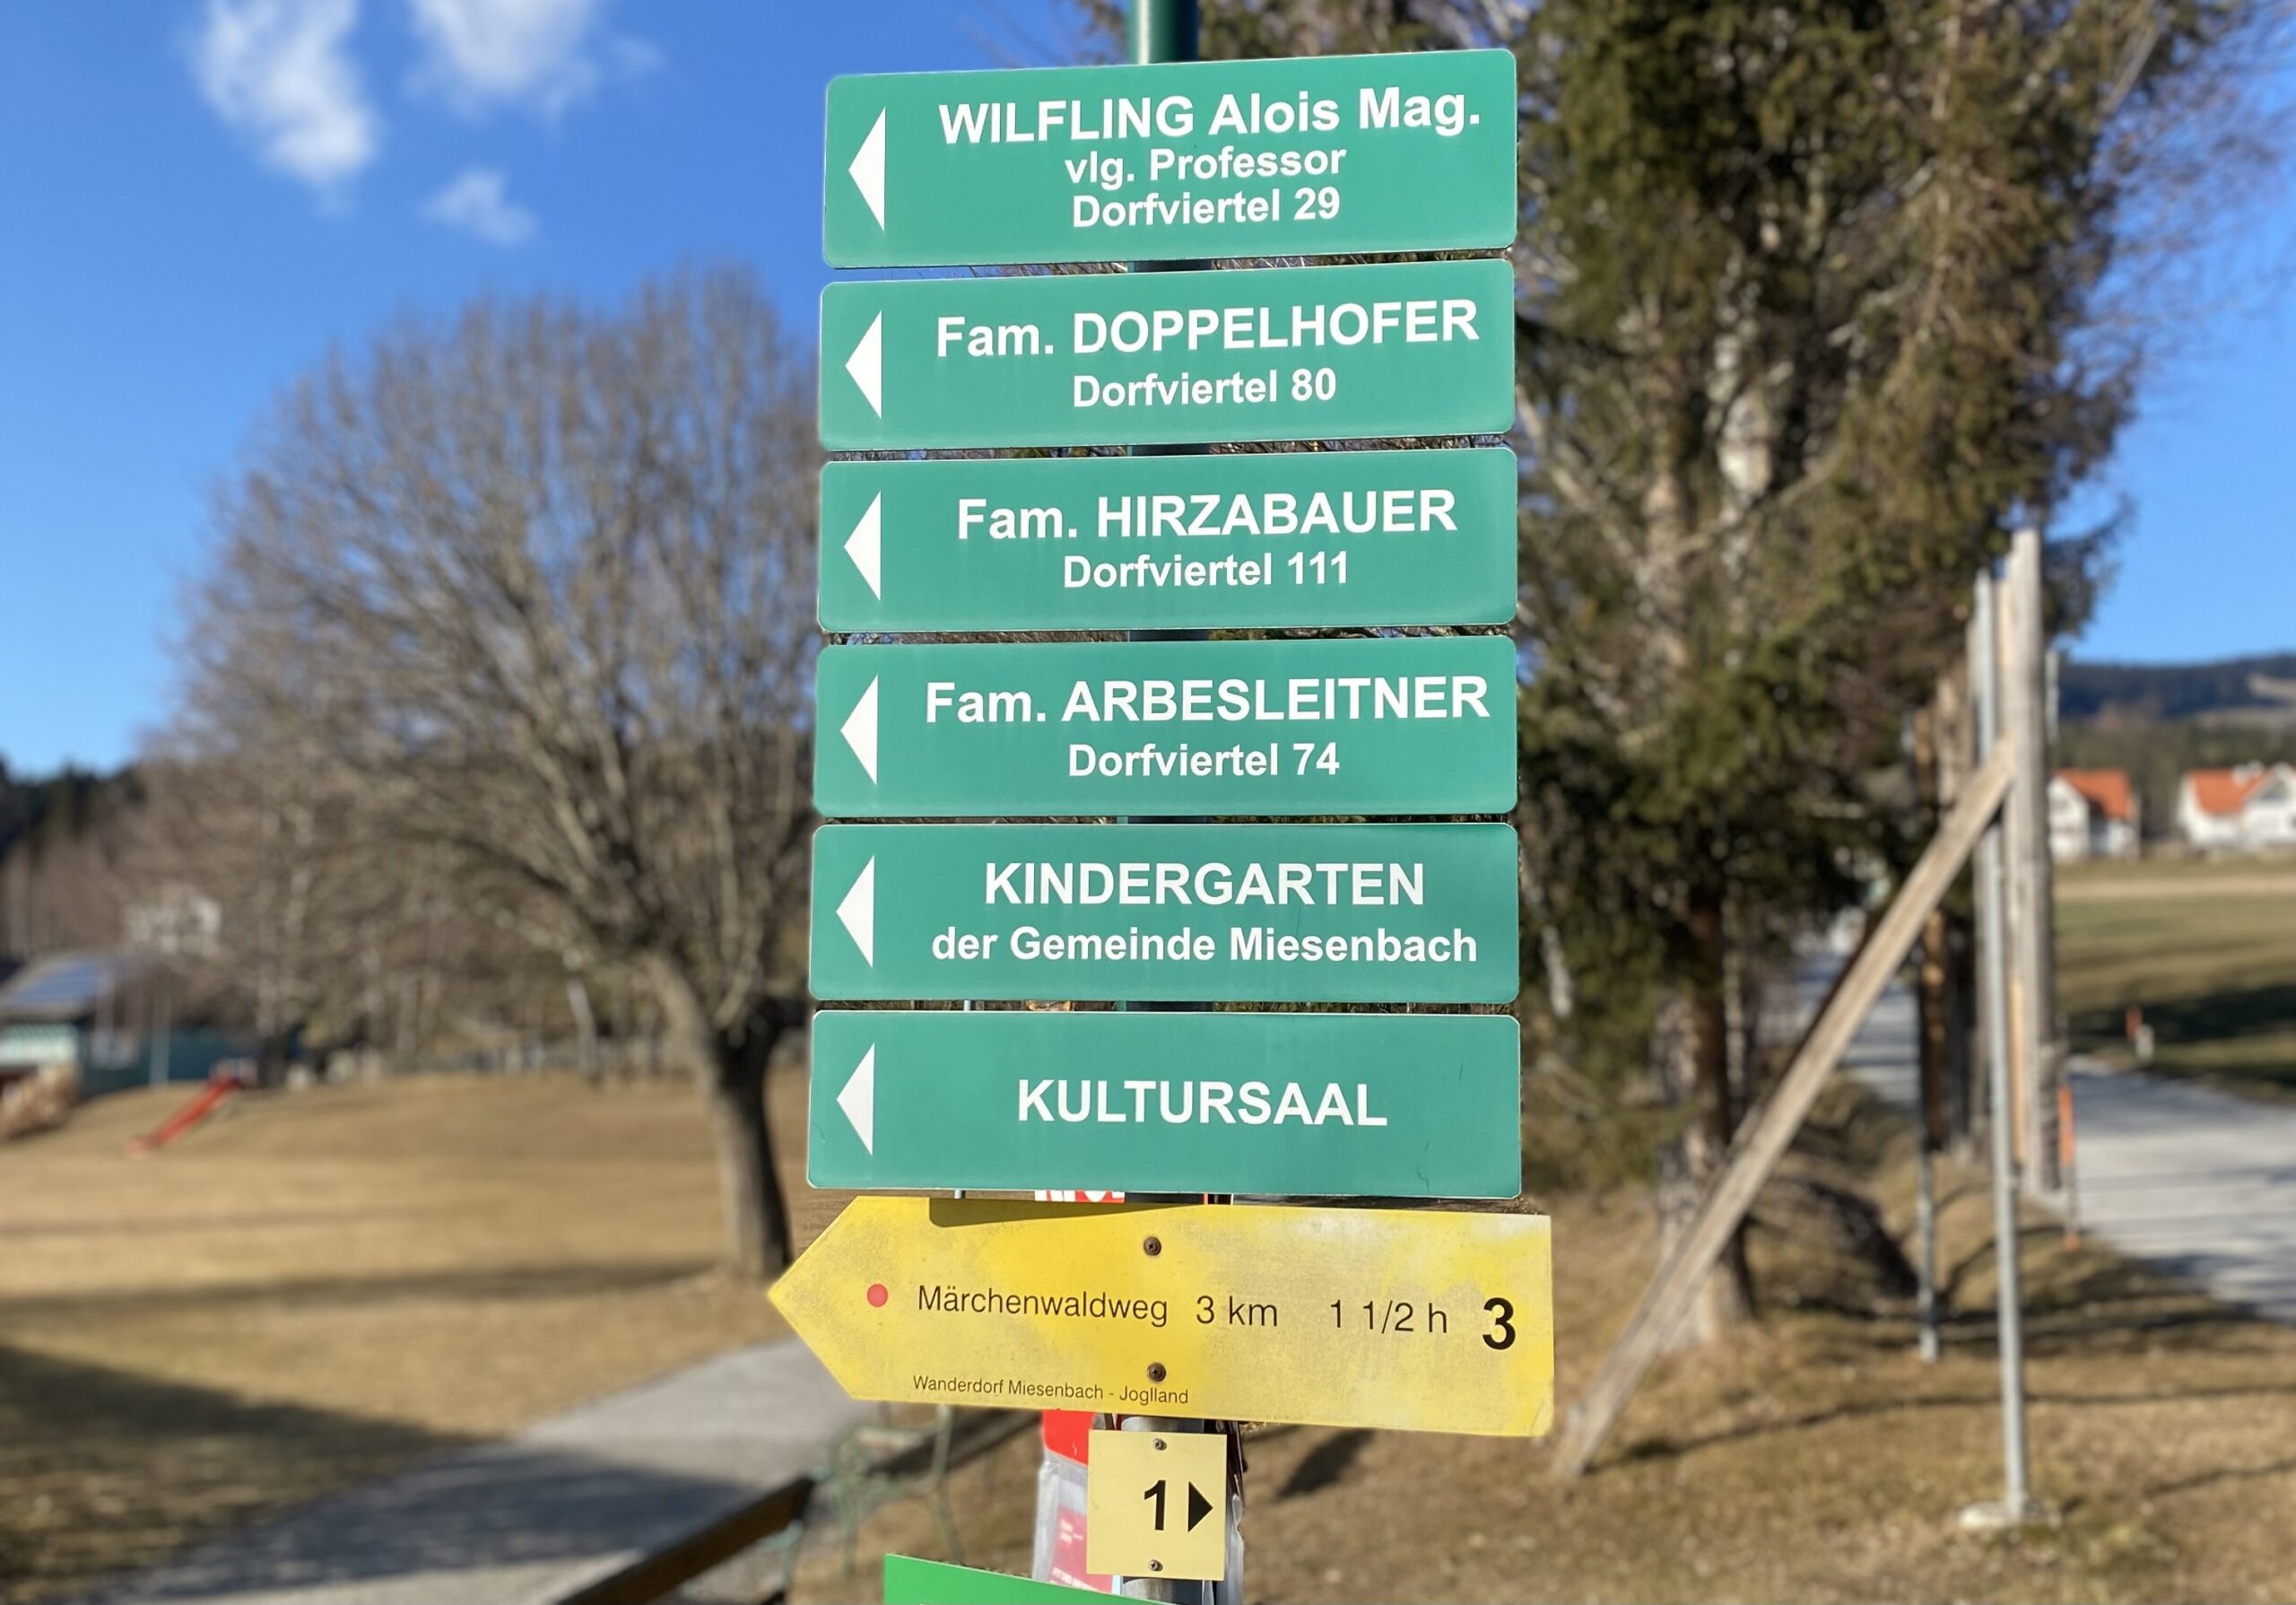 WILFLING Alois Mag.
vlg. Professor
Dorfviertel 29
Fam. DOPPELHOFER
Dorfviertel 80
Fam. HIRZABAUER
Dorfviertel 111
Fam. ARBESLEITNER
Dorfviertel 74
KINDERGARTEN
der Gemeinde Miesenbach
KULTURSAAL
Märchenwaldweg 3 km 1 1/2 h 3
Wanderdorf Miesenbach - Joglland
1